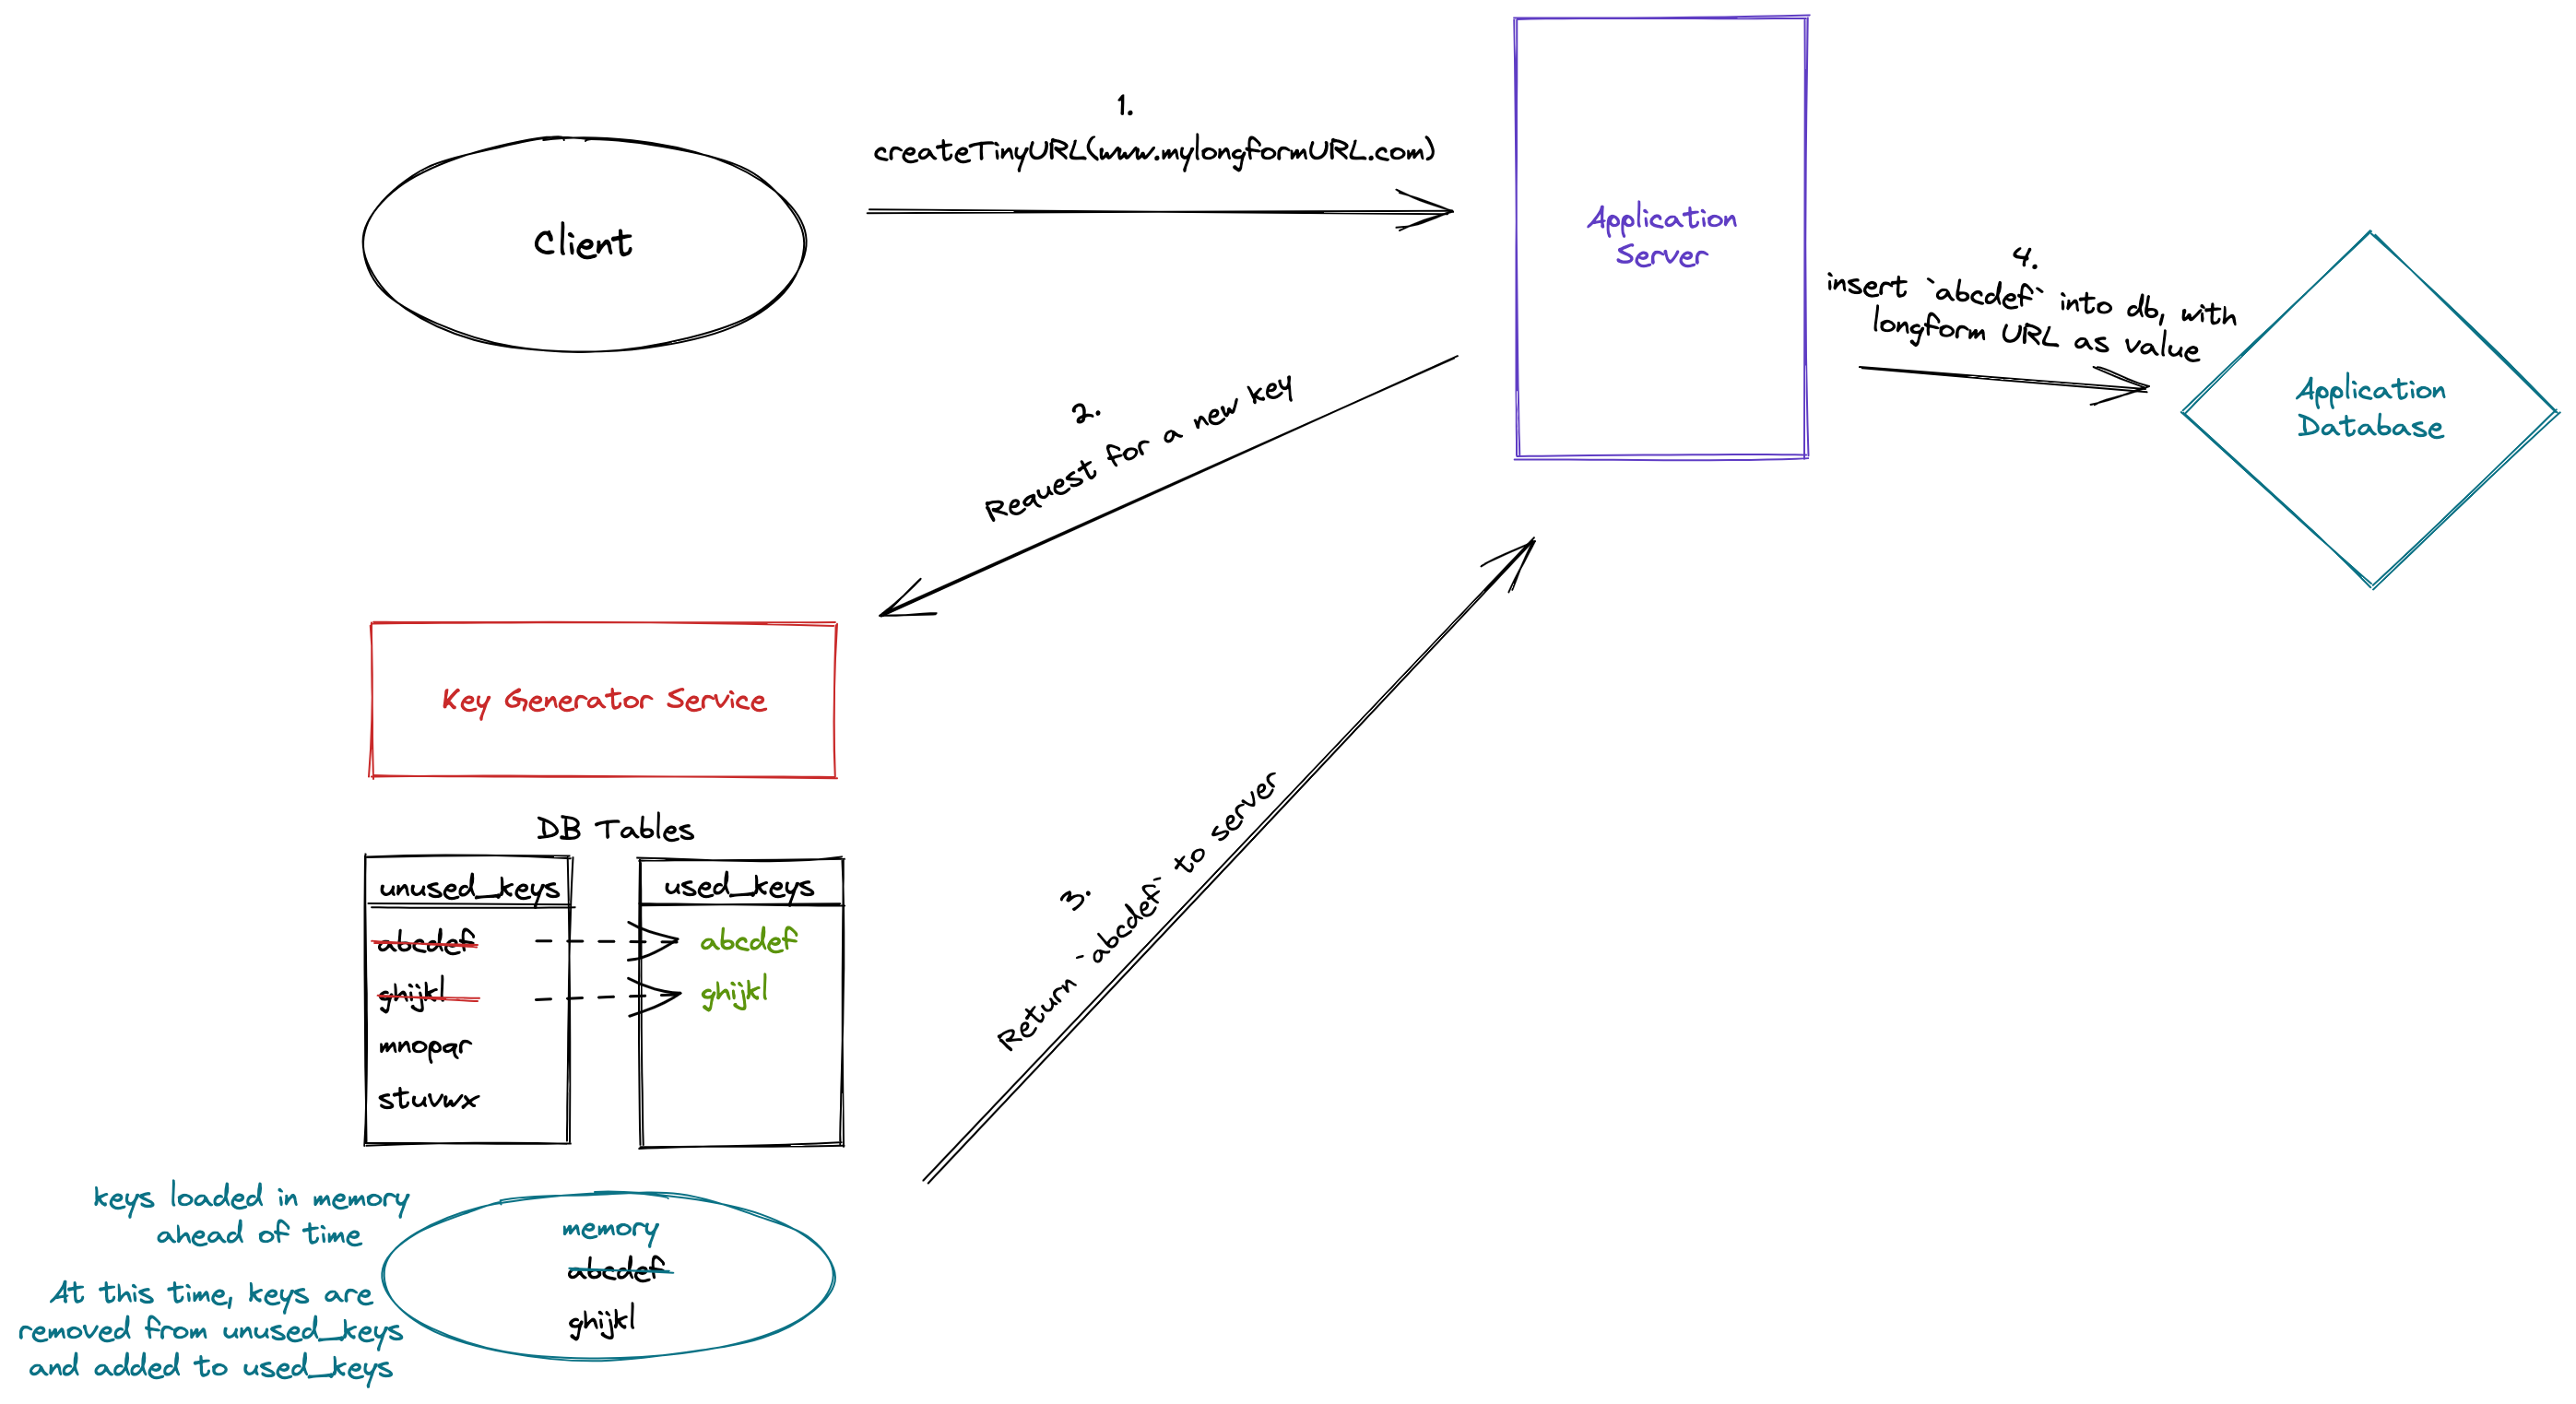 1.
createTinyURL(www.mylongformURL.com)
Client
Application
Server
4.
insert `abcdef` into db, with
longform URL as value
Application
Database
2.
Request for a new key
Key Generator Service
DB Tables
unused_keys
used_keys
abcdef
abcdef
ghijkl
ghijkl
mnopqr
stuvwx
3.
Return `abcdef` to server
keys loaded in memory
ahead of time
At this time, keys are
removed from unused_keys
and added to used_keys
memory
abcdef
ghijkl